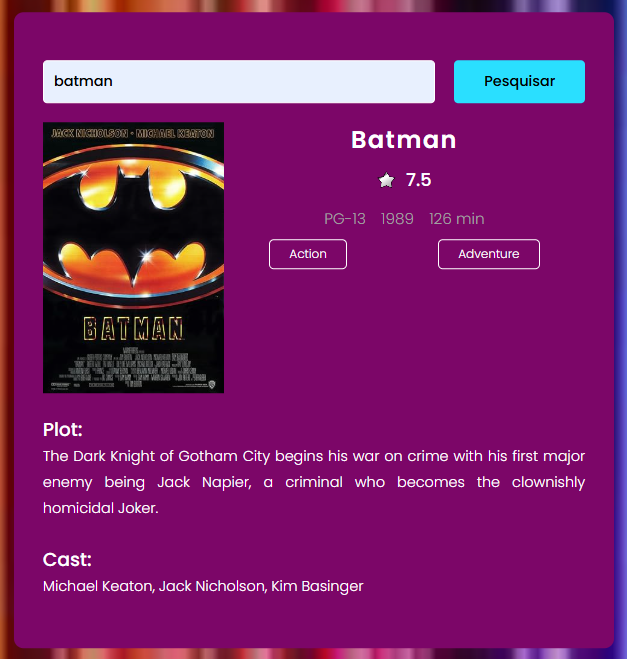 batman
Pesquisar
JACK NICHOLSON • MICHAEL KEATON
BATMAN
Batman
7.5
PG-13 1989 126 min
Action Adventure
Plot:
The Dark Knight of Gotham City begins his war on crime with his first major
enemy being Jack Napier, a criminal who becomes the clownishly
homicidal Joker.
Cast:
Michael Keaton, Jack Nicholson, Kim Basinger